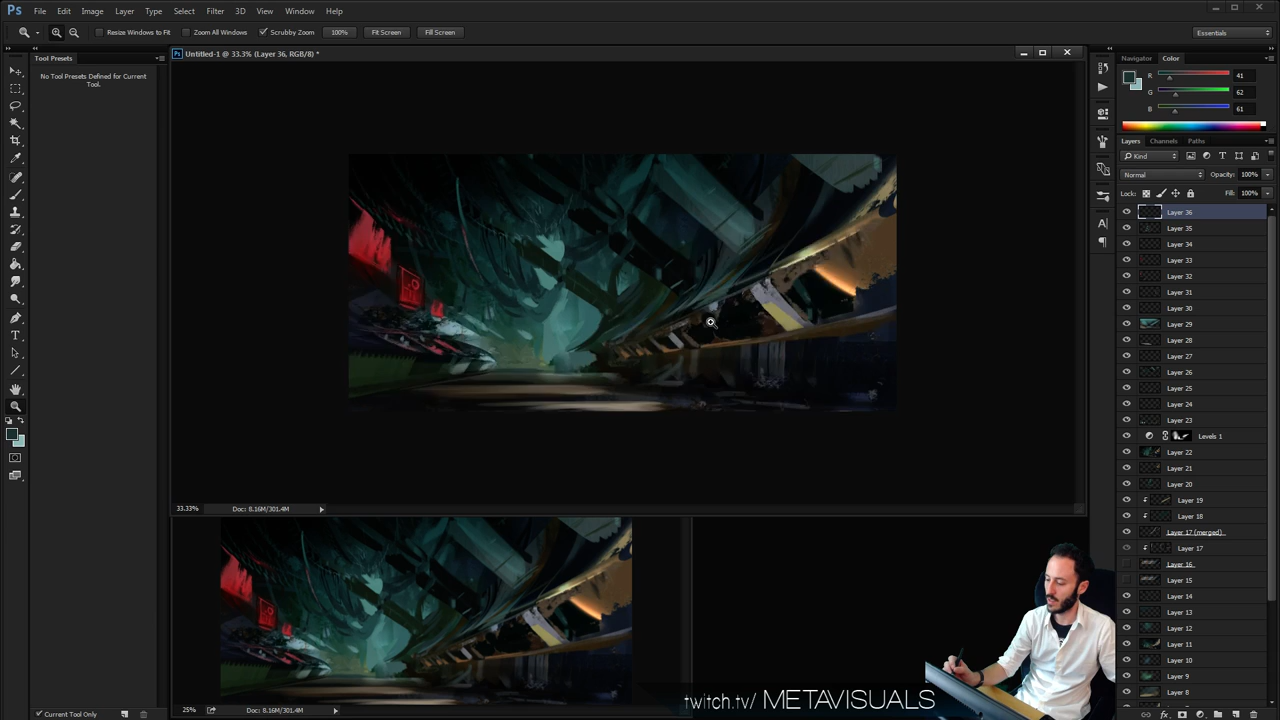 Ps File Edit Image Layer Type Select Filter 3D View Window Help
Resize Windows to Fit Zoom All Windows Scrubby Zoom 100% Fit Screen Fill Screen Essentials
Tool Presets
No Tool Presets Defined for Current
Tool.
Current Tool Only
Ps Untitled-1 @ 33.3% (Layer 36, RGB/8) *
33.33% Doc: 8.16M/301.4M
25% Doc: 8.16M/301.4M
twitch.tv/ METAVISUALS
Navigator Color
R 41
G 62
B 61
Layers Channels Paths
Kind
Normal Opacity: 100%
Lock: Fill: 100%
Layer 36
Layer 35
Layer 34
Layer 33
Layer 32
Layer 31
Layer 30
Layer 29
Layer 28
Layer 27
Layer 26
Layer 25
Layer 24
Layer 23
Levels 1
Layer 22
Layer 21
Layer 20
Layer 19
Layer 18
Layer 17 (merged)
Layer 17
Layer 16
Layer 15
Layer 14
Layer 13
Layer 12
Layer 11
Layer 10
Layer 9
Layer 8
fx